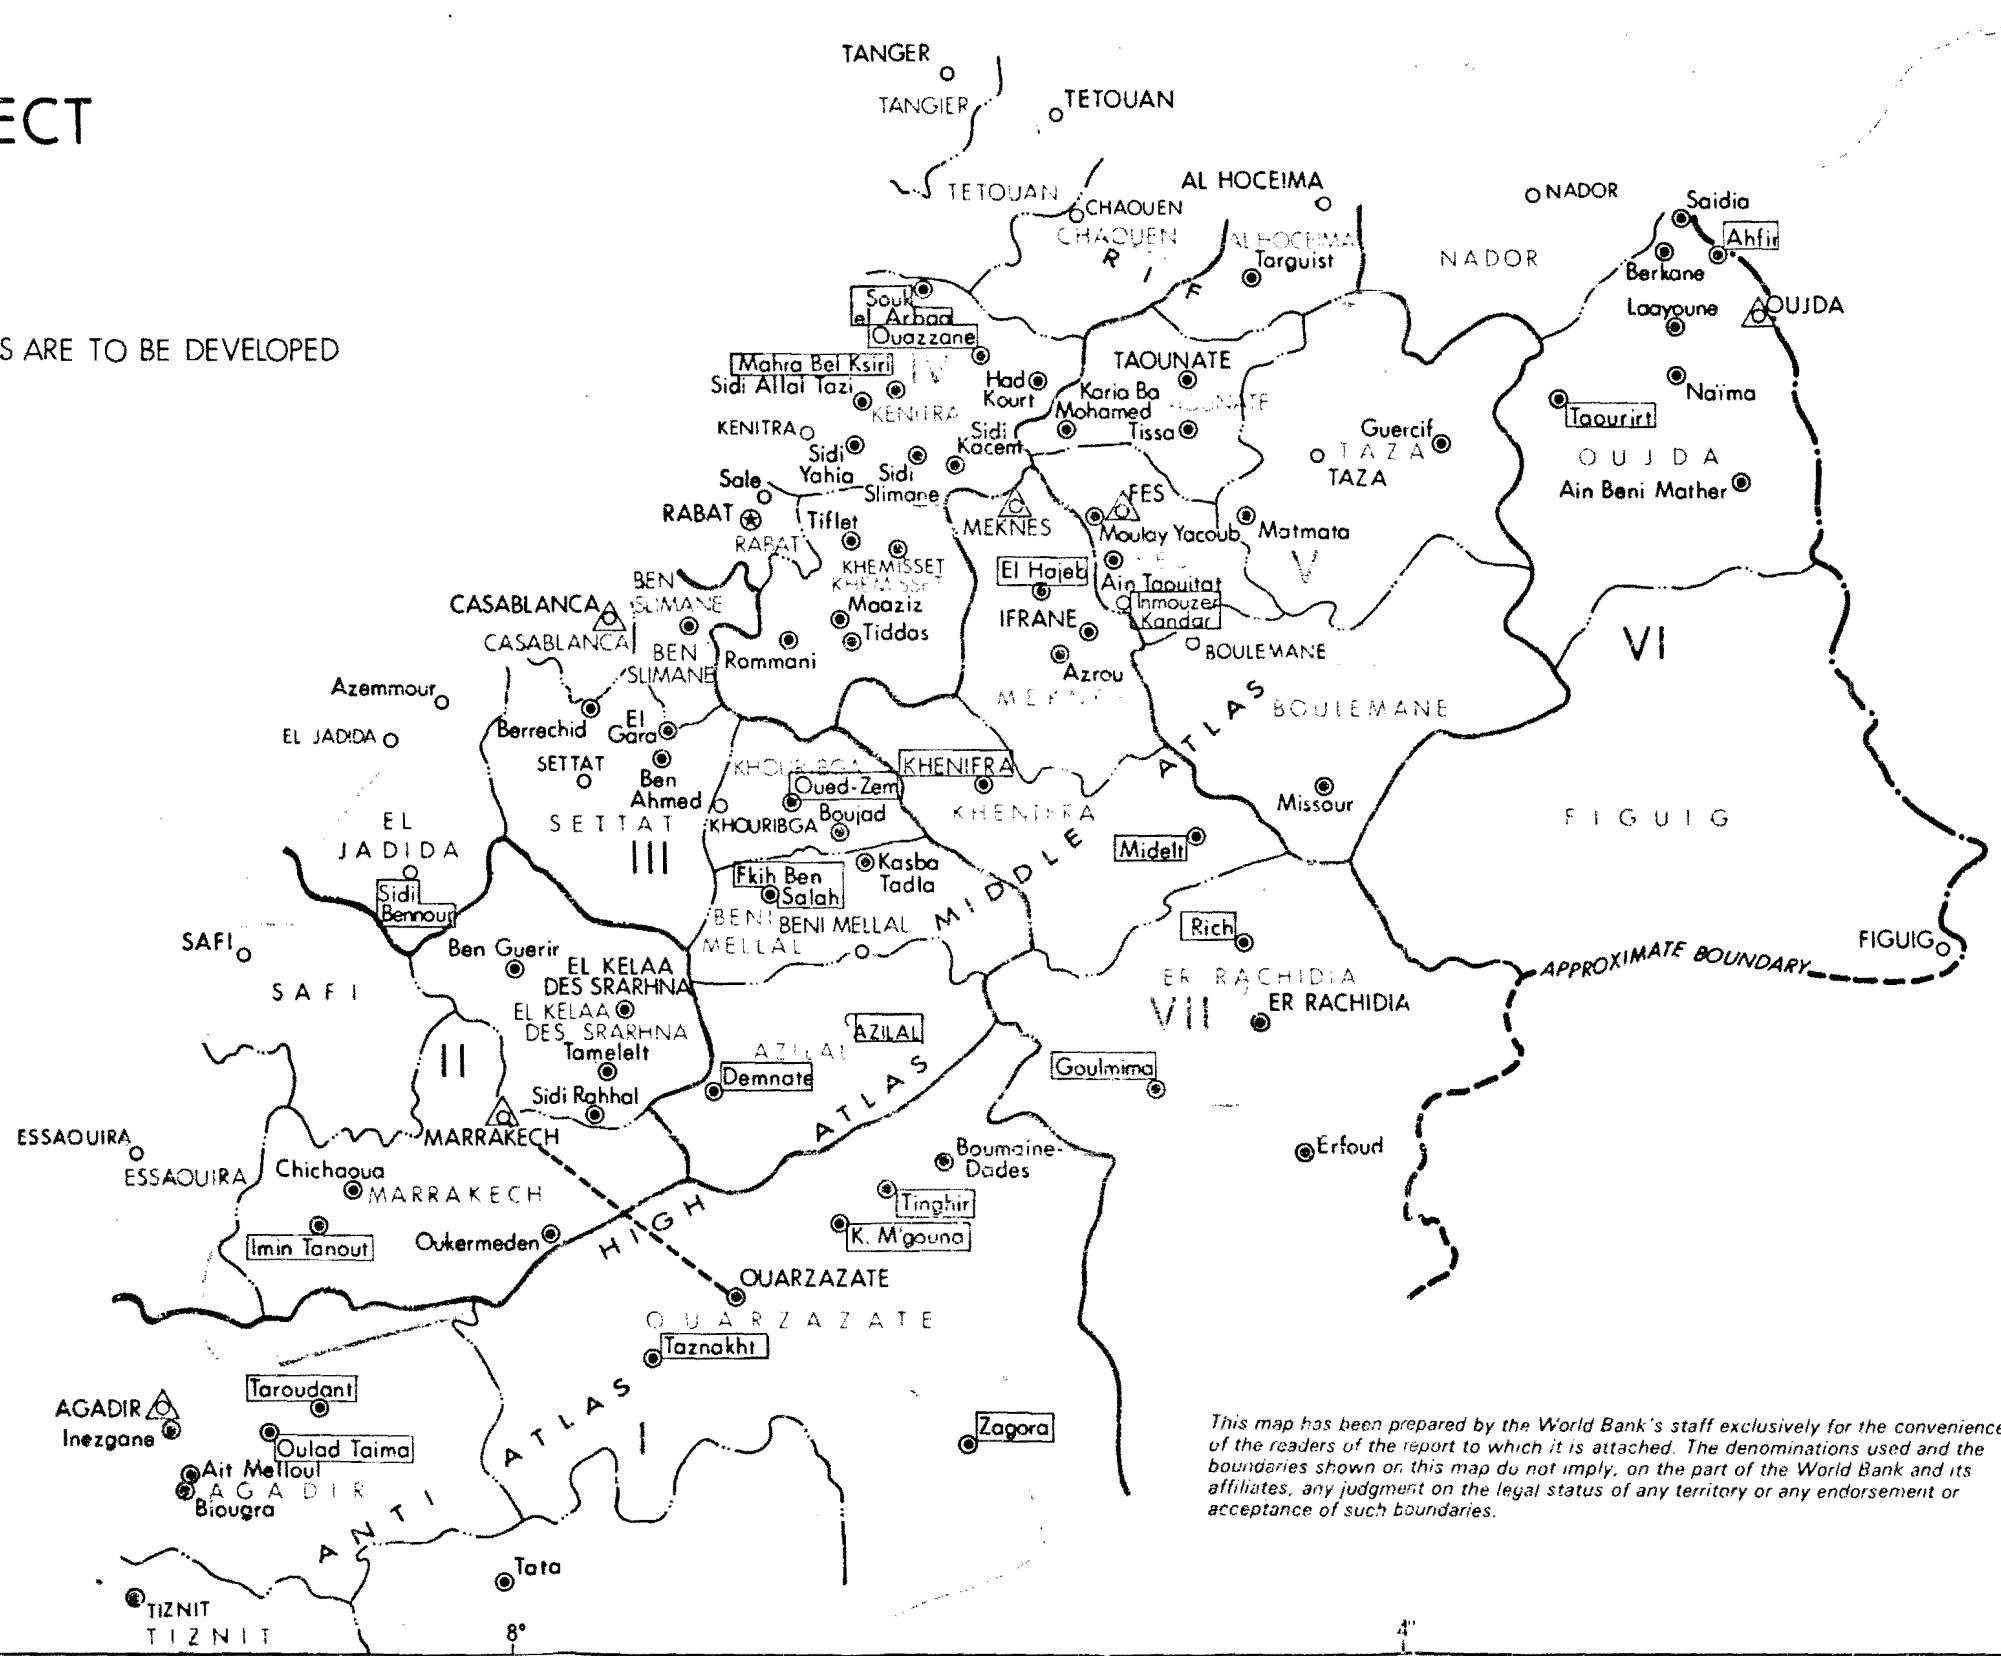 ECT
S ARE TO BE DEVELOPED
TANGER
TANGIER
TETOUAN
TETOUAN
CHAOUEN
CHAOUEN
AL HOCEIMA
AL HOCEIMA
Targuist
RIF
NADOR
NADOR
Saidia
Ahfir
Berkane
Laayoune
OUJDA
Naïma
Taourirt
OUJDA
Ain Beni Mather
Souk
el Arbaa
Ouazzane
Mahra Bel Ksiri
IV
Sidi Allal Tazi
KENITRA
KENITRA
Had
Kourt
TAOUNATE
Karia Ba
Mohamed
Tissa
Guercif
TAZA
TAZA
Sidi
Yahia
Sidi
Slimane
Sidi
Kacem
Sale
RABAT
RABAT
Tiflet
MEKNES
FES
Moulay Yacoub
Matmata
V
KHEMISSET
KHEMISSET
El Hajeb
Ain Taouitat
Inmouzer
Kandar
BEN
SLIMANE
CASABLANCA
CASABLANCA
Maaziz
Tiddas
IFRANE
Azrou
BOULEMANE
BOULEMANE
VI
BEN
SLIMANE
Rommani
Azemmour
EL JADIDA
Berrechid
El
Gara
SETTAT
Ben
Ahmed
Oued-Zem
KHENIFRA
KHENIFRA
KHOURIBGA
Boujad
Missour
FIGUIG
EL
JADIDA
SETTAT
III
Midelt
MIDDLE ATLAS
Fkih Ben
Salah
Kasba
Tadla
BENI
MELLAL
BENI MELLAL
Sidi
Bennour
Rich
SAFI
SAFI
Ben Guerir
EL KELAA
DES SRARHNA
EL KELAA
DES SRARHNA
FIGUIG
APPROXIMATE BOUNDARY
ER RACHIDIA
VII
ER RACHIDIA
AZILAL
AZILAL
Tamelelt
II
Demnate
Goulmima
Sidi Rahhal
MARRAKECH
HIGH ATLAS
ESSAOUIRA
ESSAOUIRA
Chichaoua
MARRAKECH
Boumaine-
Dades
Erfoud
Tinghir
K. M'gouna
Imin Tanout
Oukermeden
OUARZAZATE
OUARZAZATE
Taznakht
Taroudant
AGADIR
Inezgane
Oulad Taima
Ait Melloul
AGADIR
Biougra
ANTI ATLAS
I
Zagora
Tata
TIZNIT
TIZNIT
8°
4°
This map has been prepared by the World Bank's staff exclusively for the convenience
of the readers of the report to which it is attached. The denominations used and the
boundaries shown on this map do not imply, on the part of the World Bank and its
affiliates, any judgment on the legal status of any territory or any endorsement or
acceptance of such boundaries.